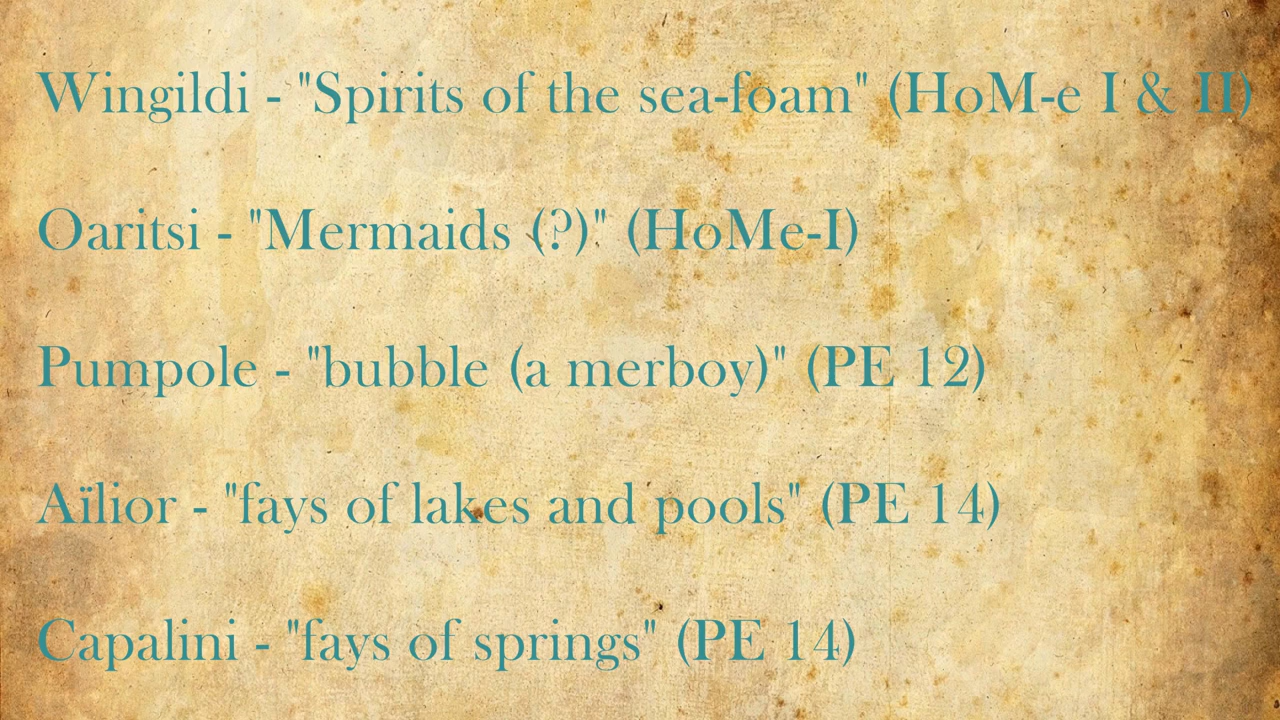 Wingildi - "Spirits of the sea-foam" (HoM-e I & II)
Oaritsi - "Mermaids (?)" (HoMe-I)
Pumpole - "bubble (a merboy)" (PE 12)
Aïlior - "fays of lakes and pools" (PE 14)
Capalini - "fays of springs" (PE 14)